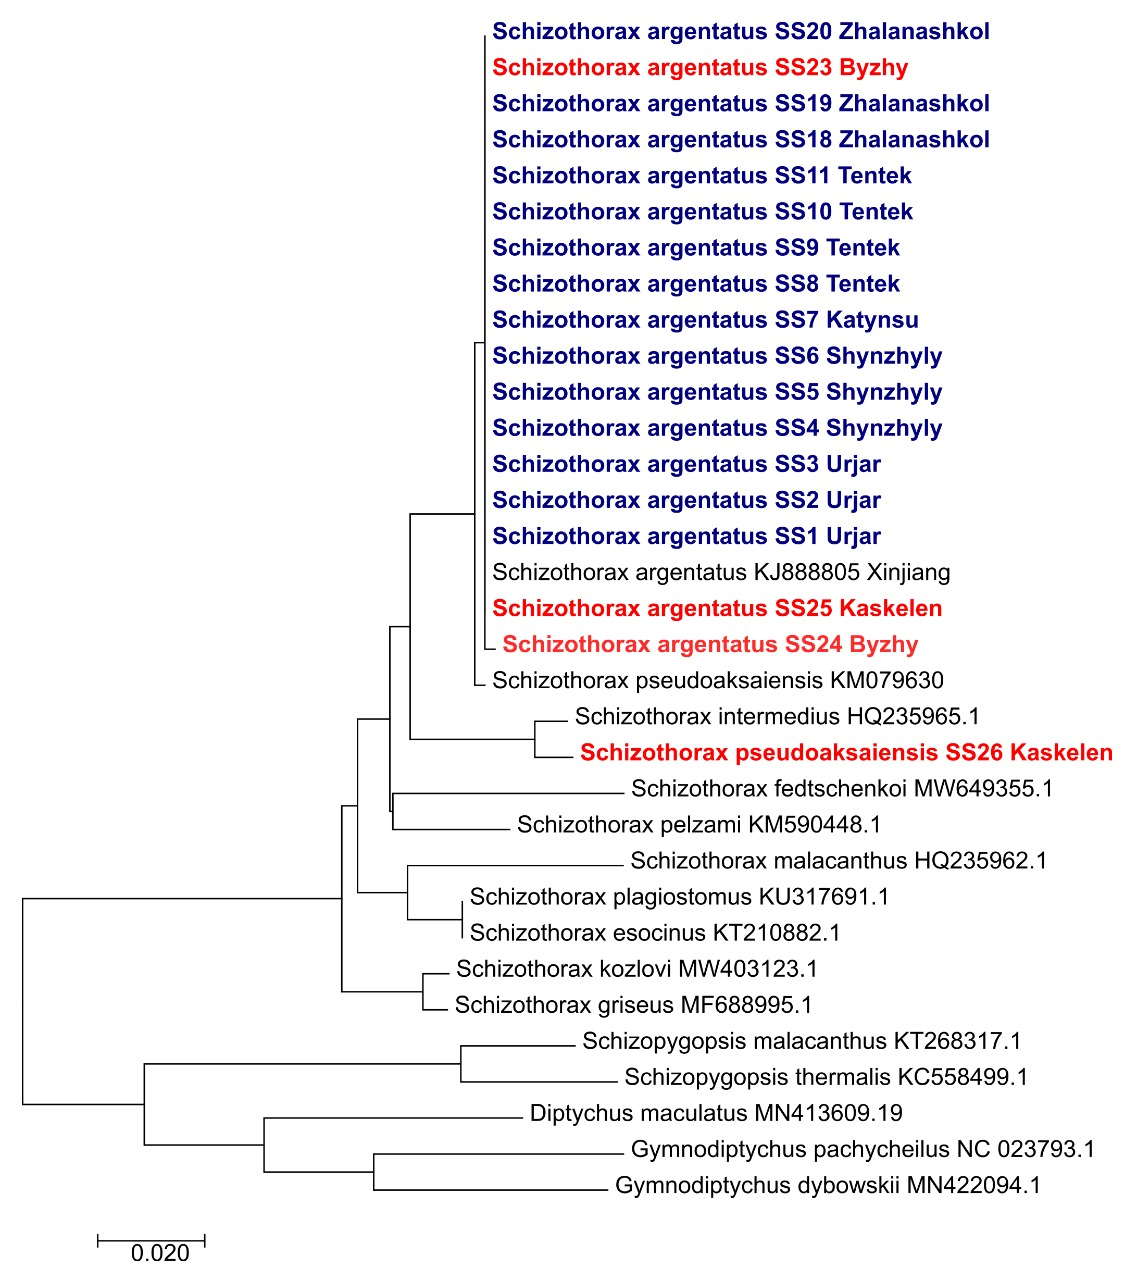 Schizothorax argentatus SS20 Zhalanashkol
Schizothorax argentatus SS23 Byzhy
Schizothorax argentatus SS19 Zhalanashkol
Schizothorax argentatus SS18 Zhalanashkol
Schizothorax argentatus SS11 Tentek
Schizothorax argentatus SS10 Tentek
Schizothorax argentatus SS9 Tentek
Schizothorax argentatus SS8 Tentek
Schizothorax argentatus SS7 Katynsu
Schizothorax argentatus SS6 Shynzhyly
Schizothorax argentatus SS5 Shynzhyly
Schizothorax argentatus SS4 Shynzhyly
Schizothorax argentatus SS3 Urjar
Schizothorax argentatus SS2 Urjar
Schizothorax argentatus SS1 Urjar
Schizothorax argentatus KJ888805 Xinjiang
Schizothorax argentatus SS25 Kaskelen
Schizothorax argentatus SS24 Byzhy
Schizothorax pseudoaksaiensis KM079630
Schizothorax intermedius HQ235965.1
Schizothorax pseudoaksaiensis SS26 Kaskelen
Schizothorax fedtschenkoi MW649355.1
Schizothorax pelzami KM590448.1
Schizothorax malacanthus HQ235962.1
Schizothorax plagiostomus KU317691.1
Schizothorax esocinus KT210882.1
Schizothorax kozlovi MW403123.1
Schizothorax griseus MF688995.1
Schizopygopsis malacanthus KT268317.1
Schizopygopsis thermalis KC558499.1
Diptychus maculatus MN413609.19
Gymnodiptychus pachycheilus NC 023793.1
Gymnodiptychus dybowskii MN422094.1
0.020